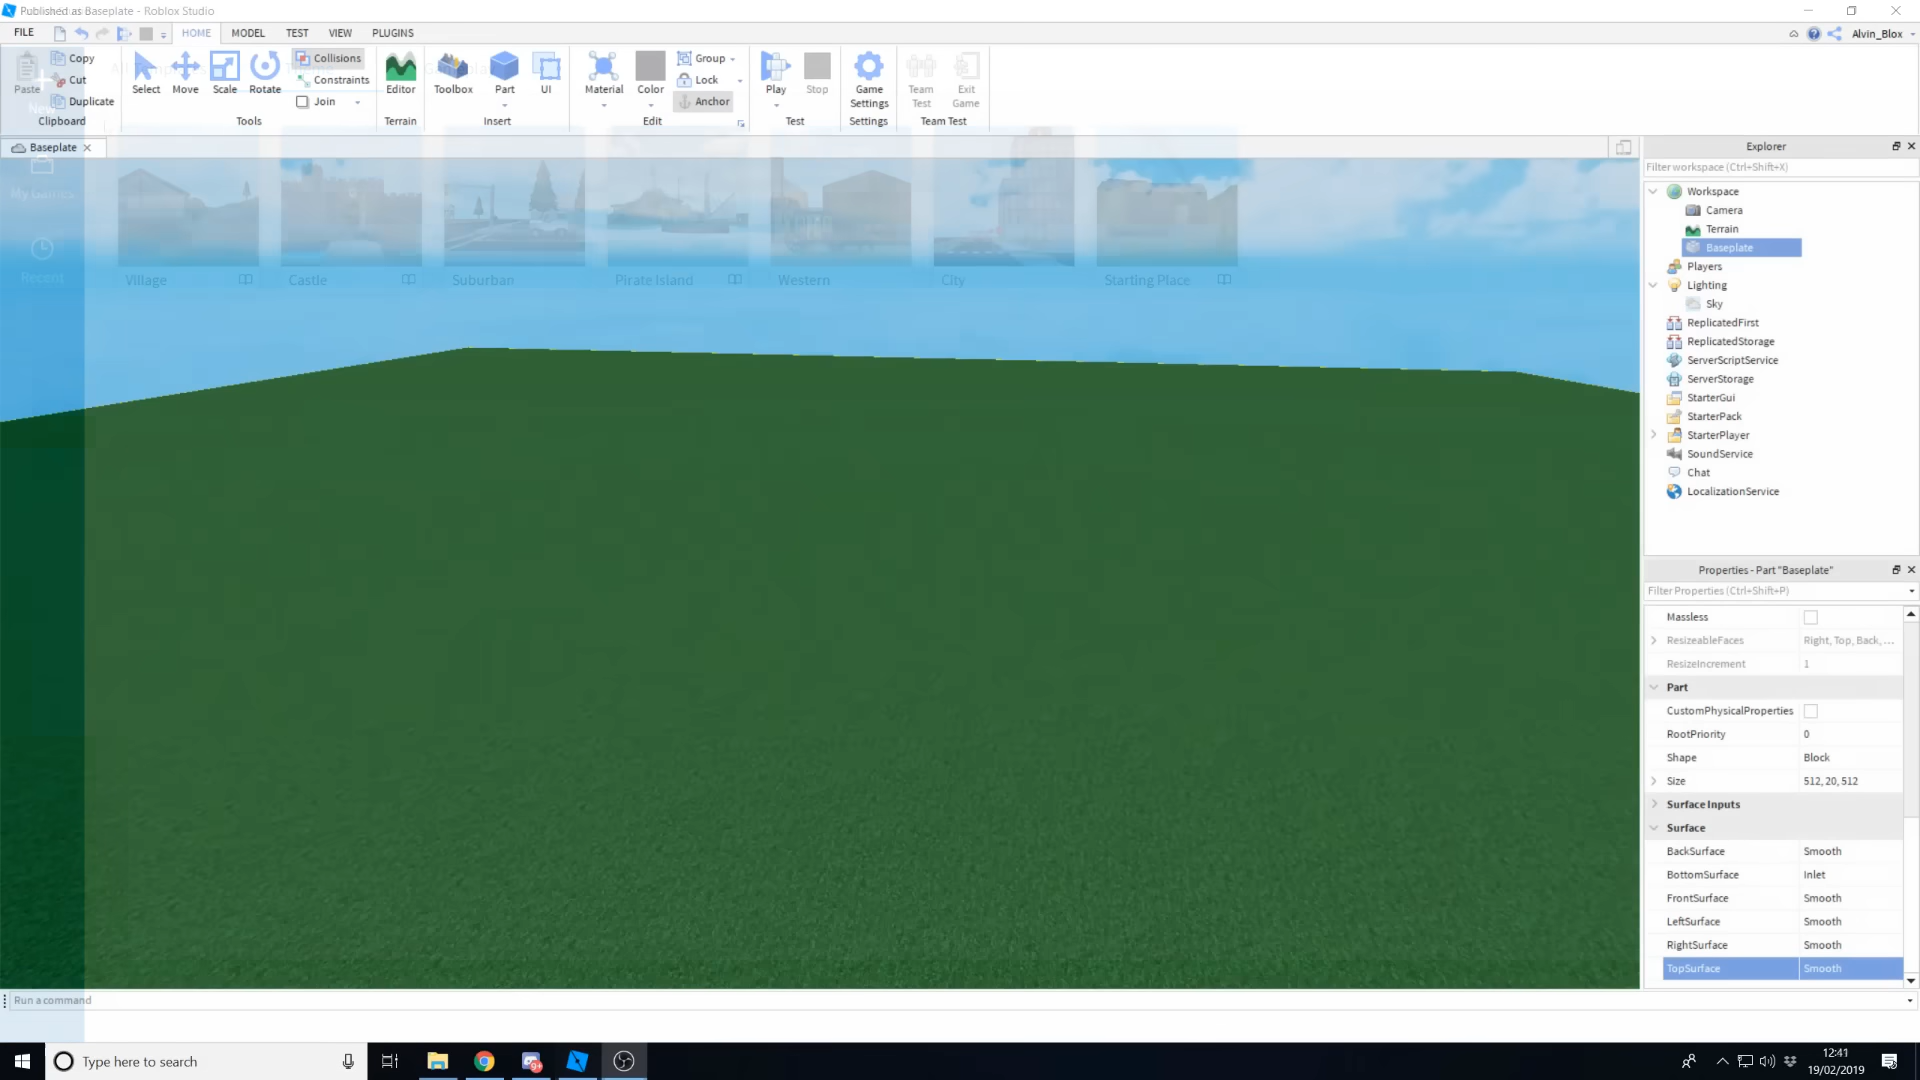 Published as Baseplate - Roblox Studio
FILE
HOME
MODEL
TEST
VIEW
PLUGINS
Alvin_Blox
Paste
Copy
Cut
Duplicate
Clipboard
Select
Move
Scale
Rotate
Collisions
Constraints
Join
Tools
Editor
Terrain
Toolbox
Part
UI
Insert
Material
Color
Group
Lock
Anchor
Edit
Play
Stop
Test
Game
Settings
Settings
Team
Test
Exit
Game
Team Test
New
My Games
Recent
Baseplate
Village
Castle
Suburban
Pirate Island
Western
City
Starting Place
Explorer
Filter workspace (Ctrl+Shift+X)
Workspace
Camera
Terrain
Baseplate
Players
Lighting
Sky
ReplicatedFirst
ReplicatedStorage
ServerScriptService
ServerStorage
StarterGui
StarterPack
StarterPlayer
SoundService
Chat
LocalizationService
Properties - Part "Baseplate"
Filter Properties (Ctrl+Shift+P)
Massless
ResizeableFaces Right, Top, Back, ...
ResizeIncrement 1
Part
CustomPhysicalProperties
RootPriority 0
Shape Block
Size 512, 20, 512
Surface Inputs
Surface
BackSurface Smooth
BottomSurface Inlet
FrontSurface Smooth
LeftSurface Smooth
RightSurface Smooth
TopSurface Smooth
Run a command
Type here to search
9+
12:41
19/02/2019